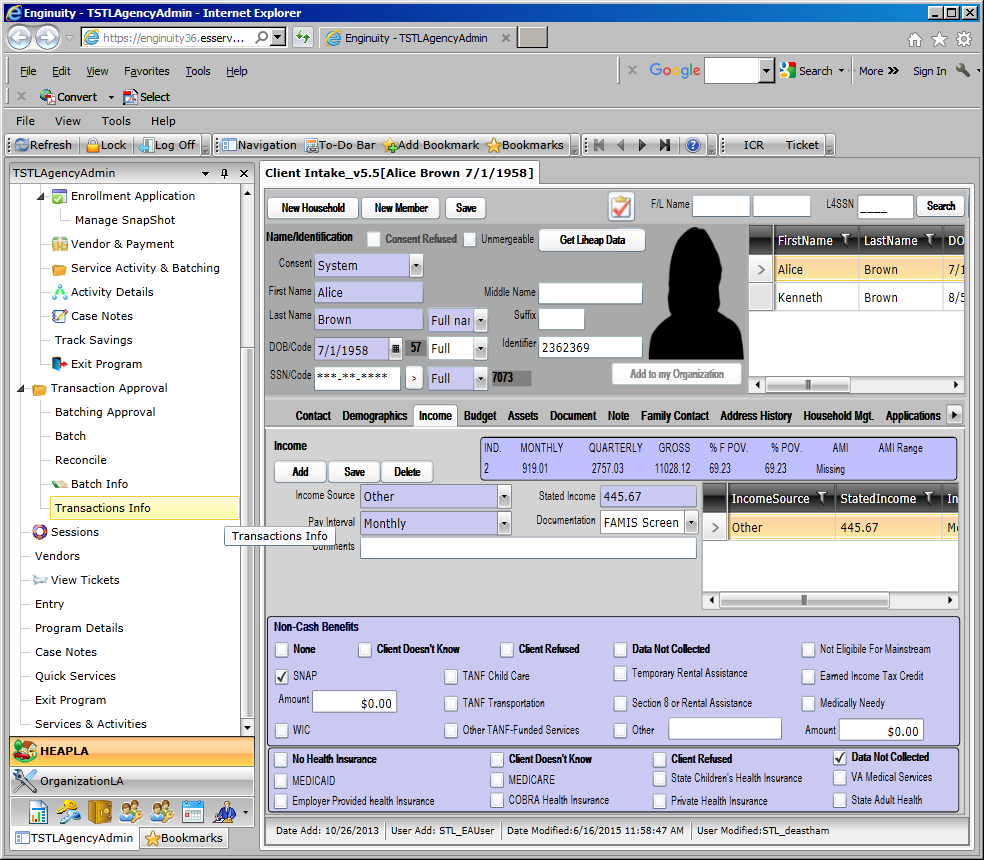 Enginuity - TSTLAgencyAdmin - Internet Explorer
https://enginuity36.esserv... Enginuity - TSTLAgencyAdmin
File Edit View Favorites Tools Help
Google Search More Sign In
Convert Select
File View Tools Help
Refresh Lock Log Off Navigation To-Do Bar Add Bookmark Bookmarks ICR Ticket
TSTLAgencyAdmin
Enrollment Application
Manage SnapShot
Vendor & Payment
Service Activity & Batching
Activity Details
Case Notes
Track Savings
Exit Program
Transaction Approval
Batching Approval
Batch
Reconcile
Batch Info
Transactions Info
Sessions
Vendors
View Tickets
Entry
Program Details
Case Notes
Quick Services
Exit Program
Services & Activities
HEAPLA
OrganizationLA
TSTLAgencyAdmin Bookmarks
Transactions Info
Client Intake_v5.5[Alice Brown 7/1/1958]
New Household New Member Save F/L Name L4SSN ____ Search
Name/Identification Consent Refused Unmergeable Get Liheap Data
Consent System
First Name Alice Middle Name
Last Name Brown Full nar Suffix
DOB/Code 7/1/1958 57 Full Identifier 2362369
SSN/Code ***-**-**** > Full 7073 Add to my Organization
FirstName LastName DO
Alice Brown 7/1
Kenneth Brown 8/5
Contact Demographics Income Budget Assets Document Note Family Contact Address History Household Mgt. Applications
Income
IND. MONTHLY QUARTERLY GROSS % F POV. % POV. AMI AMI Range
2 919.01 2757.03 11028.12 69.23 69.23 Missing
Add Save Delete
Income Source Other Stated Income 445.67
Pay Interval Monthly Documentation FAMIS Screen
Comments
IncomeSource StatedIncome In
Other 445.67 Mo
Non-Cash Benefits
None Client Doesn't Know Client Refused Data Not Collected Not Eligibile For Mainstream
SNAP TANF Child Care Temporary Rental Assistance Earned Income Tax Credit
Amount $0.00 TANF Transportation Section 8 or Rental Assistance Medically Needy
WIC Other TANF-Funded Services Other Amount $0.00
No Health Insurance Client Doesn't Know Client Refused Data Not Collected
MEDICAID MEDICARE State Children's Health Insurance VA Medical Services
Employer Provided health Insurance COBRA Health Insurance Private Health Insurance State Adult Health
Date Add: 10/26/2013 User Add: STL_EAUser Date Modified:6/16/2015 11:58:47 AM User Modified:STL_deastham